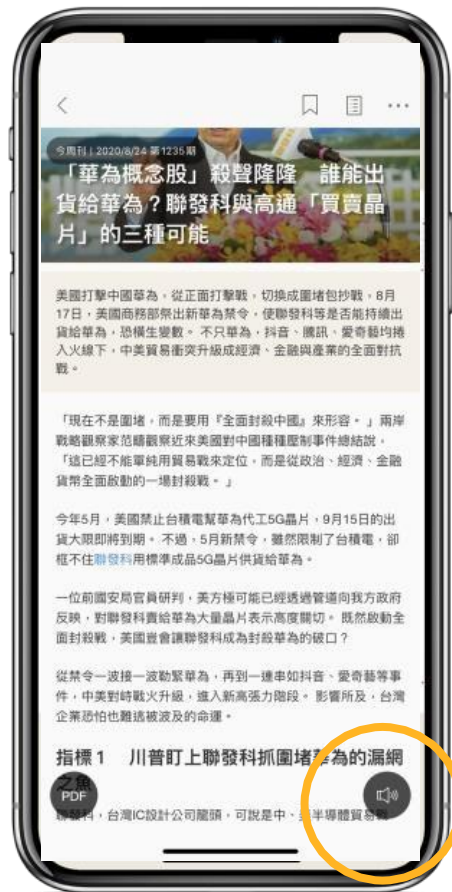 今周刊 | 2020/8/24 第1235期
「華為概念股」殺聲隆隆 誰能出
貨給華為？聯發科與高通「買賣晶
片」的三種可能
美國打擊中國華為，從正面打擊戰，切換成圍堵包抄戰，8月
17日，美國商務部祭出新華為禁令，使聯發科等是否能持續出
貨給華為，恐橫生變數。 不只華為，抖音、騰訊、愛奇藝均捲
入火線下，中美貿易衝突升級成經濟、金融與產業的全面對抗
戰。
「現在不是圍堵，而是要用『全面封殺中國』來形容。」兩岸
戰略觀察家范疇觀察近來美國對中國種種壓制事件總結說，
「這已經不能單純用貿易戰來定位，而是從政治、經濟、金融
貨幣全面啟動的一場封殺戰。」
今年5月，美國禁止台積電幫華為代工5G晶片，9月15日的出
貨大限即將到期。 不過，5月新禁令，雖然限制了台積電，卻
框不住聯發科用標準成品5G晶片供貨給華為。
一位前國安局官員研判，美方極可能已經透過管道向我方政府
反映，對聯發科賣給華為大量晶片表示高度關切。 既然啟動全
面封殺戰，美國豈會讓聯發科成為封殺華為的破口？
從禁令一波接一波勒緊華為，再到一連串如抖音、愛奇藝等事
件，中美對峙戰火升級，進入新高張力階段。 影響所及，台灣
企業恐怕也難逃被波及的命運。
指標1 川普盯上聯發科抓圍堵華為的漏網
之魚
PDF
聯發科，台灣IC設計公司龍頭，可說是中、美半導體貿易戰